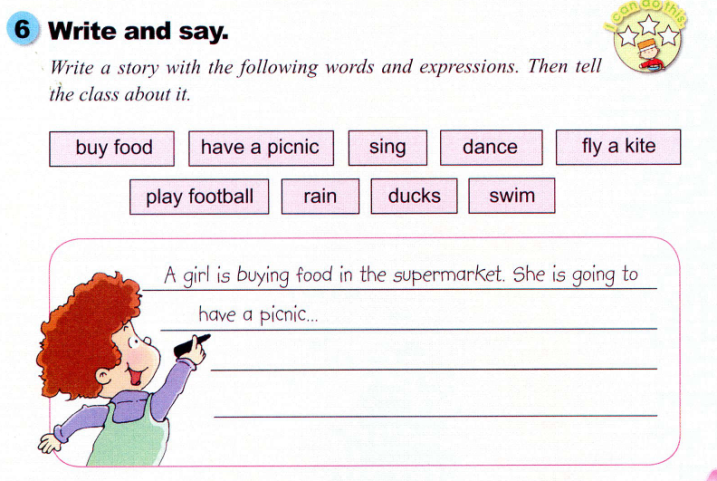 I can do this!
6 Write and say.
Write a story with the following words and expressions. Then tell
the class about it.
buy food
have a picnic
sing
dance
fly a kite
play football
rain
ducks
swim
A girl is buying food in the supermarket. She is going to
have a picnic...